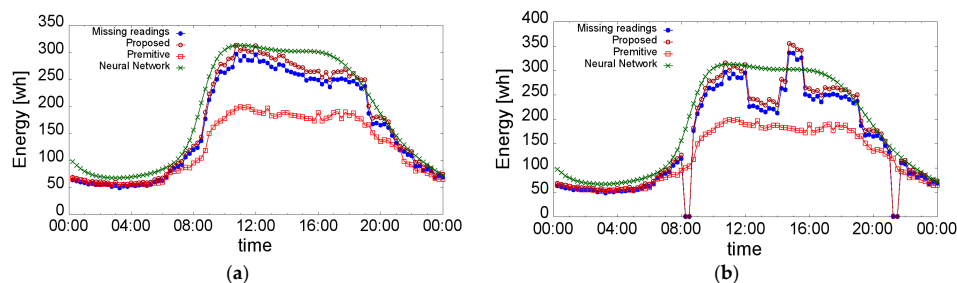 Missing readings
Proposed
Premitive
Neural Network
Energy [wh]
350
300
250
200
150
100
50
0
00:00 04:00 08:00 12:00 16:00 20:00 00:00
time
(a)
Missing readings
Proposed
Premitive
Neural Network
Energy [wh]
400
350
300
250
200
150
100
50
0
00:00 04:00 08:00 12:00 16:00 20:00 00:00
time
(b)